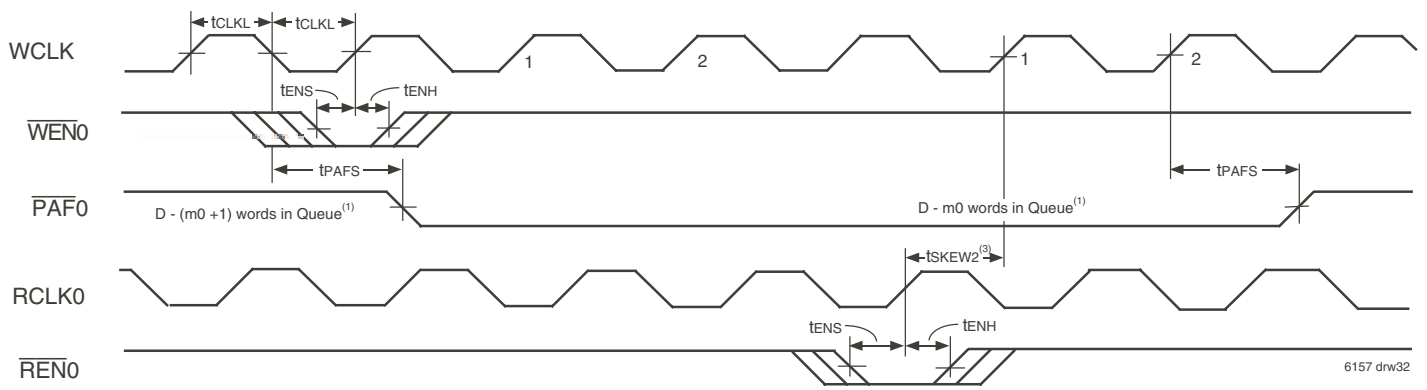 tCLKL tCLKL
WCLK 1 2 1 2
tENS tENH
WEN0
tPAFS tPAFS
PAF0 D - (m0 +1) words in Queue(1) D - m0 words in Queue(1)
tSKEW2(3)
RCLK0
tENS tENH
REN0
6157 drw32